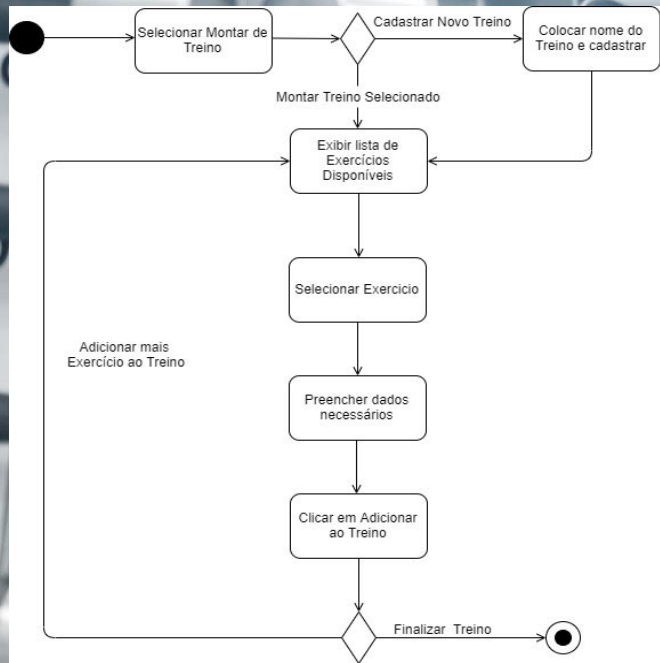 Selecionar Montar de
Treino
Cadastrar Novo Treino
Colocar nome do
Treino e cadastrar
Montar Treino Selecionado
Exibir lista de
Exercícios
Disponíveis
Selecionar Exercicio
Adicionar mais
Exercício ao Treino
Preencher dados
necessários
Clicar em Adicionar
ao Treino
Finalizar Treino